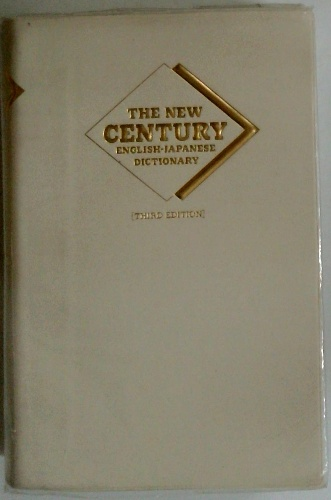 THE NEW
CENTURY
ENGLISH-JAPANESE
DICTIONARY
[THIRD EDITION]